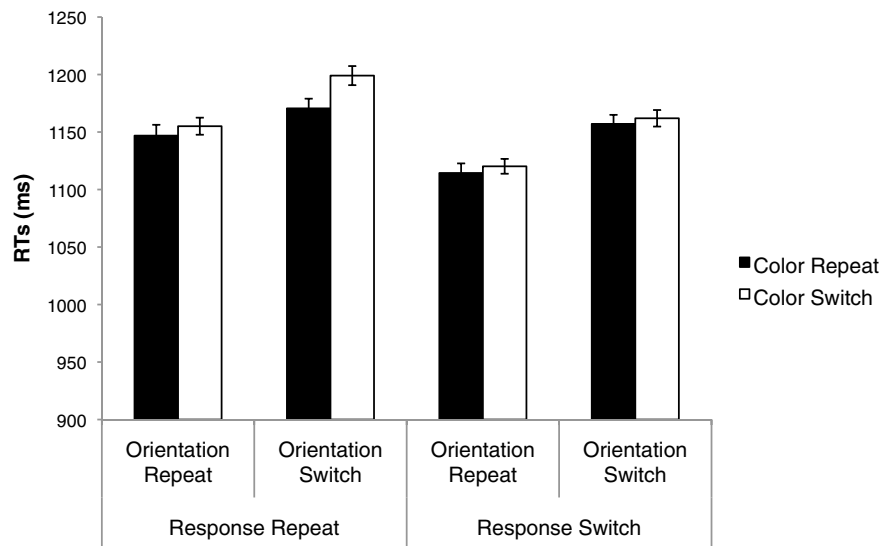 1250
1200
1150
1100
1050
1000
950
900
RTs (ms)
Color Repeat
Color Switch
Orientation Repeat
Orientation Switch
Orientation Repeat
Orientation Switch
Response Repeat
Response Switch